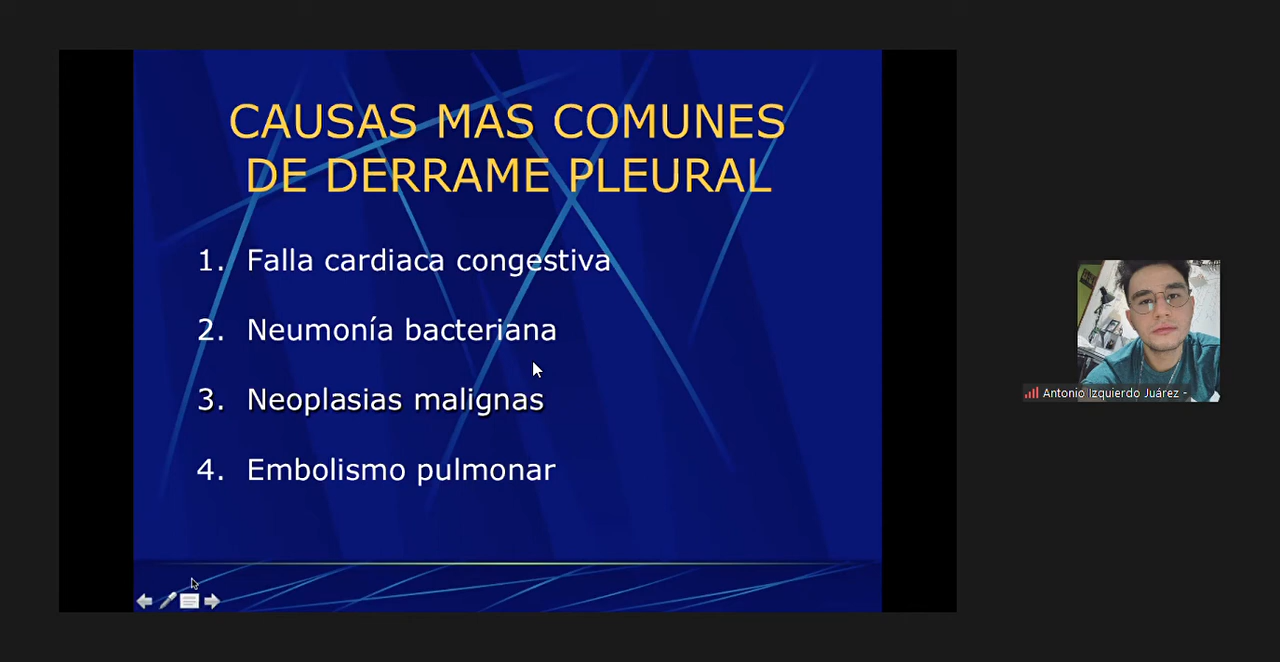 CAUSAS MAS COMUNES
DE DERRAME PLEURAL
1. Falla cardiaca congestiva
2. Neumonía bacteriana
3. Neoplasias malignas
4. Embolismo pulmonar
Antonio Izquierdo Juárez -